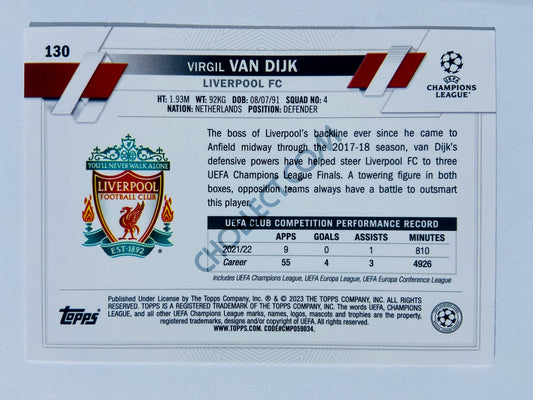 130
VIRGIL VAN DIJK
LIVERPOOL FC
UEFA
CHAMPIONS
LEAGUE®
HT: 1.93M WT: 92KG DOB: 08/07/91 SQUAD NO: 4
NATION: NETHERLANDS POSITION: DEFENDER
YOU'LL NEVER WALK ALONE
LIVERPOOL
FOOTBALL CLUB
EST·1892
The boss of Liverpool's backline ever since he came to
Anfield midway through the 2017-18 season, van Dijk's
defensive powers have helped steer Liverpool FC to three
UEFA Champions League Finals. A towering figure in both
boxes, opposition teams always have a battle to outsmart
this player.
CHOLLECT.COM
UEFA CLUB COMPETITION PERFORMANCE RECORD
APPS GOALS ASSISTS MINUTES
2021/22 9 0 1 810
Career 55 4 3 4926
Includes UEFA Champions League, UEFA Europa League, UEFA Europa Conference League
Topps
Published Under License by The Topps Company, Inc. ® & © 2023 THE TOPPS COMPANY, INC. ALL RIGHTS
RESERVED. TOPPS IS A REGISTERED TRADEMARK OF THE TOPPS COMPANY, INC. The words UEFA, CHAMPIONS
LEAGUE, and all other UEFA Champions League marks, names, logos, mascots and trophies are the property,
registered trademarks, designs and/or copyright of UEFA. All rights reserved.
WWW.TOPPS.COM. CODE#CMP059034.